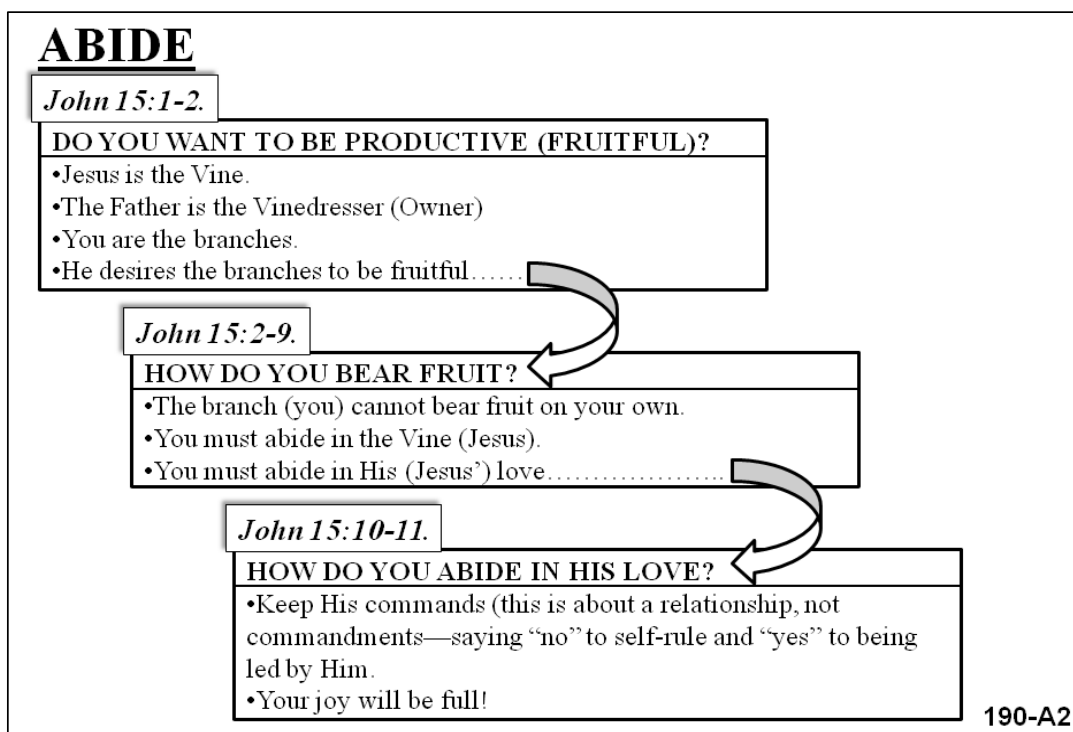 ABIDE
John 15:1-2.
DO YOU WANT TO BE PRODUCTIVE (FRUITFUL)?
•Jesus is the Vine.
•The Father is the Vinedresser (Owner)
•You are the branches.
•He desires the branches to be fruitful……
John 15:2-9.
HOW DO YOU BEAR FRUIT?
•The branch (you) cannot bear fruit on your own.
•You must abide in the Vine (Jesus).
•You must abide in His (Jesus’) love………………..
John 15:10-11.
HOW DO YOU ABIDE IN HIS LOVE?
•Keep His commands (this is about a relationship, not
commandments—saying “no” to self-rule and “yes” to being
led by Him.
•Your joy will be full!
190-A2